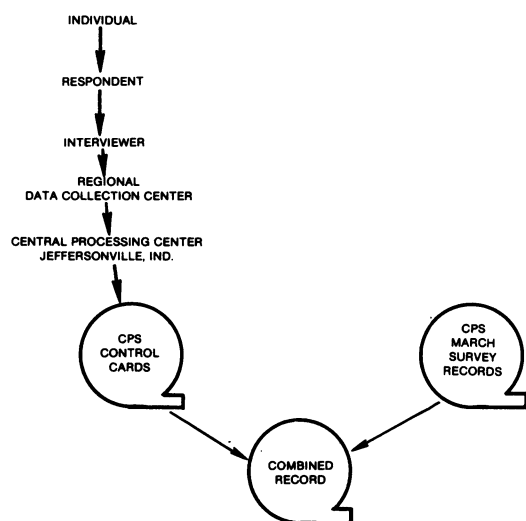 INDIVIDUAL
RESPONDENT
INTERVIEWER
REGIONAL
DATA COLLECTION CENTER
CENTRAL PROCESSING CENTER
JEFFERSONVILLE, IND.
CPS
CONTROL
CARDS
CPS
MARCH
SURVEY
RECORDS
COMBINED
RECORD